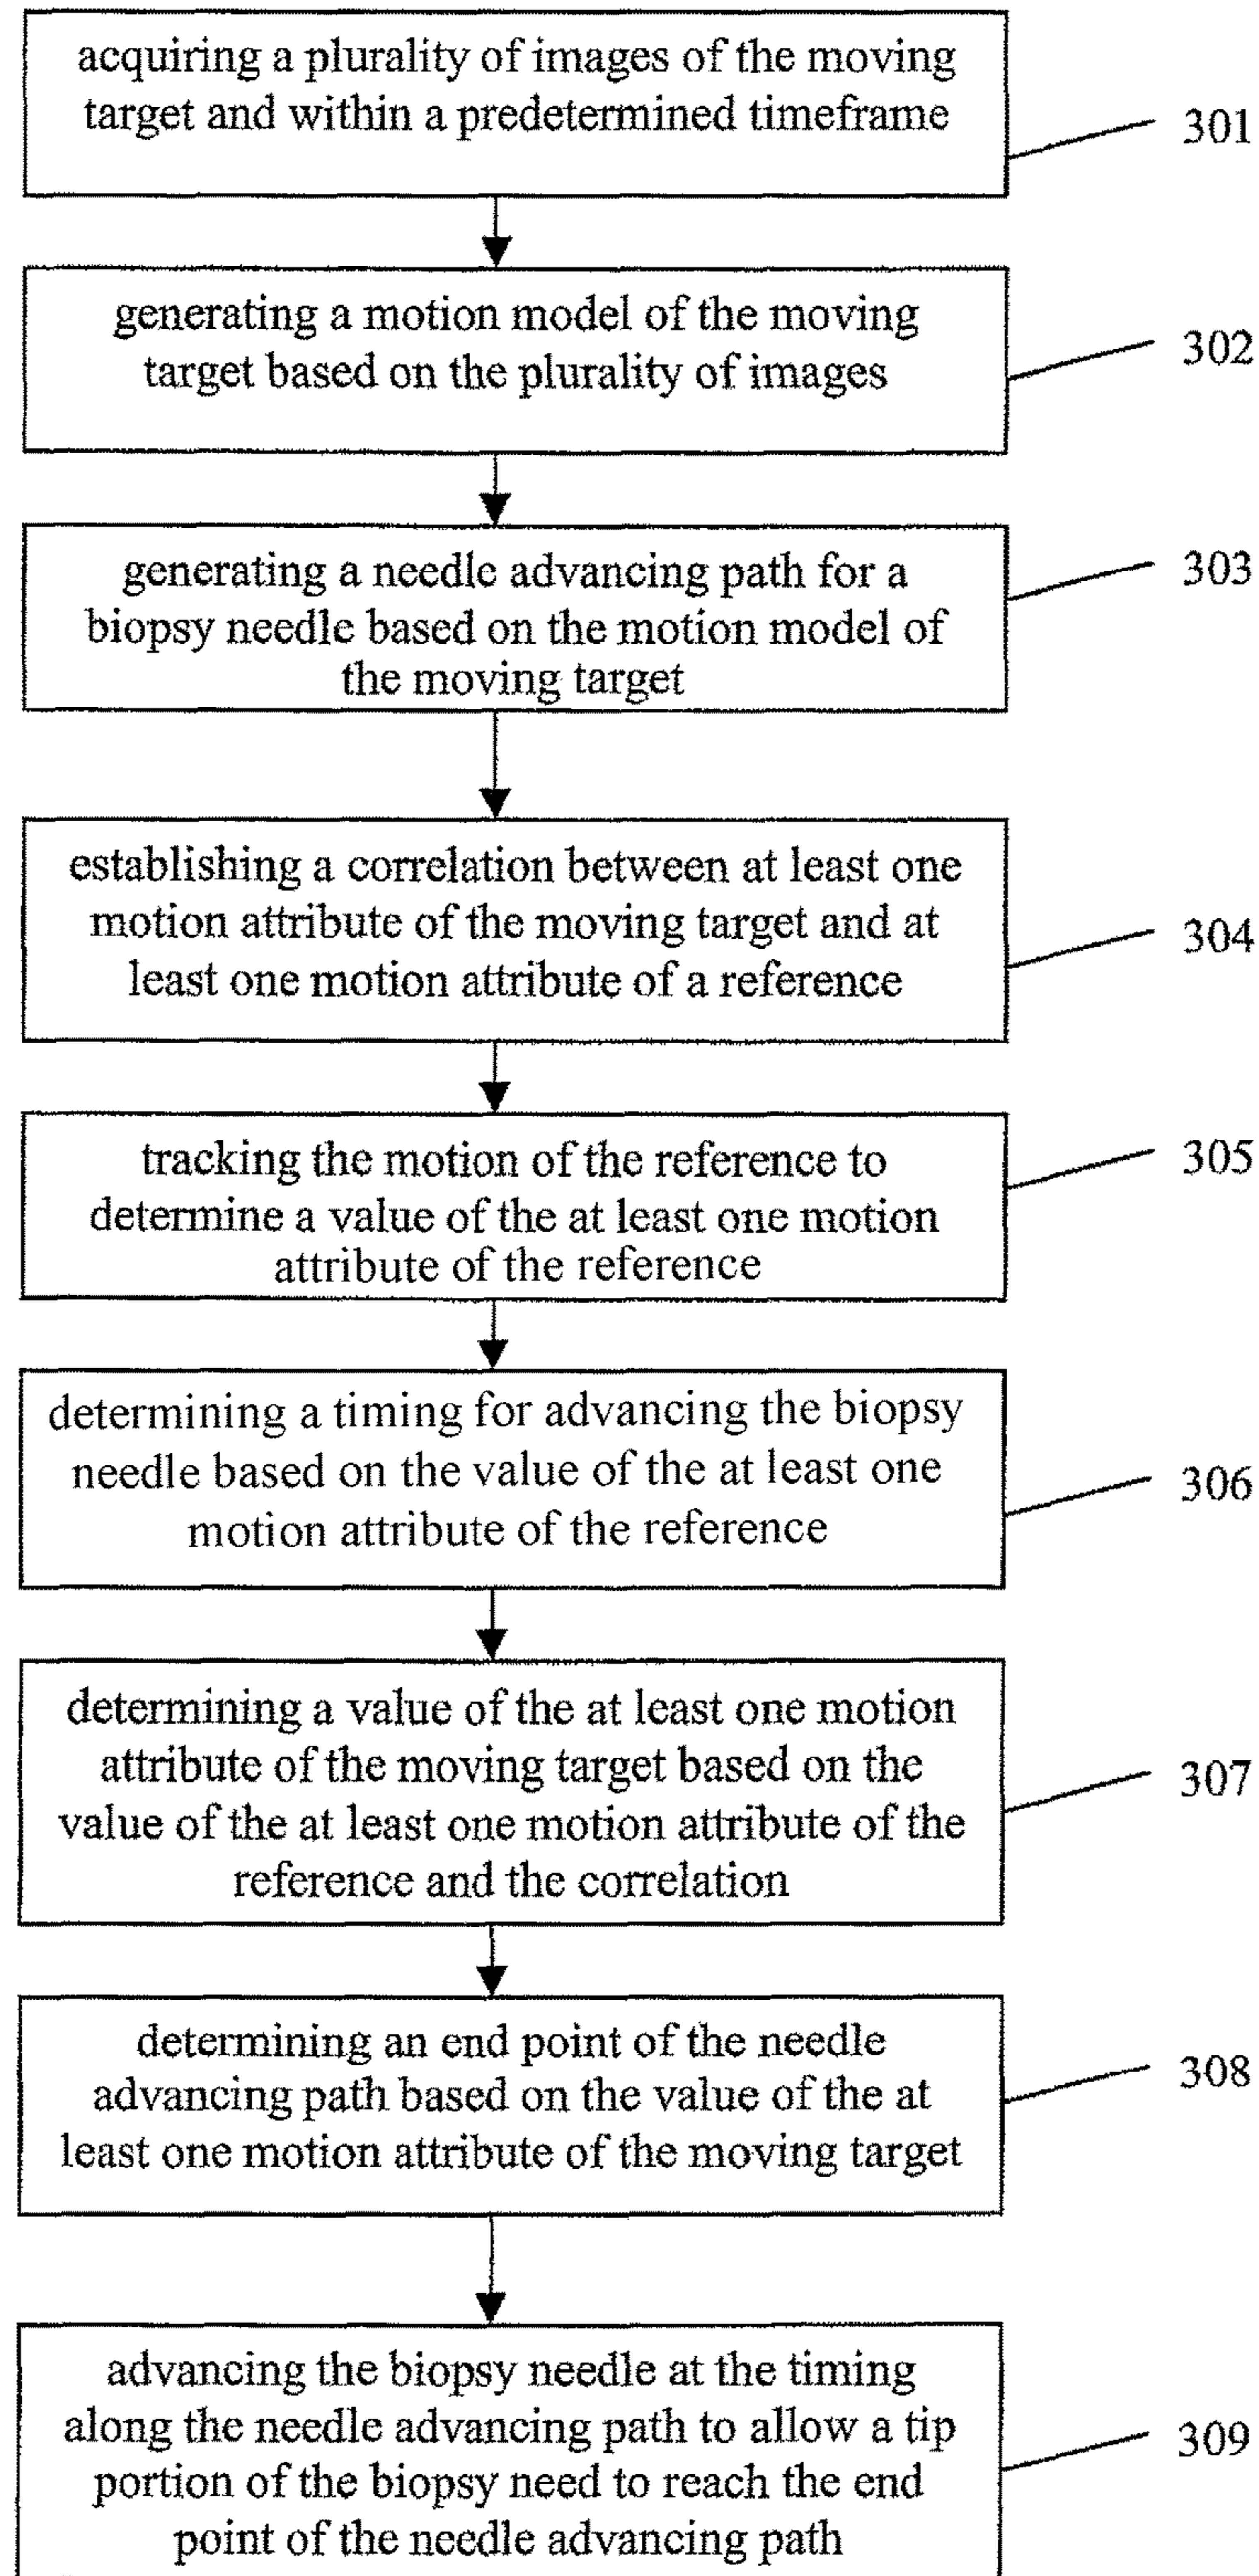 acquiring a plurality of images of the moving
target and within a predetermined timeframe
301
generating a motion model of the moving
target based on the plurality of images
302
generating a needle advancing path for a
biopsy needle based on the motion model of
the moving target
303
establishing a correlation between at least one
motion attribute of the moving target and at
least one motion attribute of a reference
304
tracking the motion of the reference to
determine a value of the at least one motion
attribute of the reference
305
determining a timing for advancing the biopsy
needle based on the value of the at least one
motion attribute of the reference
306
determining a value of the at least one motion
attribute of the moving target based on the
value of the at least one motion attribute of the
reference and the correlation
307
determining an end point of the needle
advancing path based on the value of the at
least one motion attribute of the moving target
308
advancing the biopsy needle at the timing
along the needle advancing path to allow a tip
portion of the biopsy need to reach the end
point of the needle advancing path
309